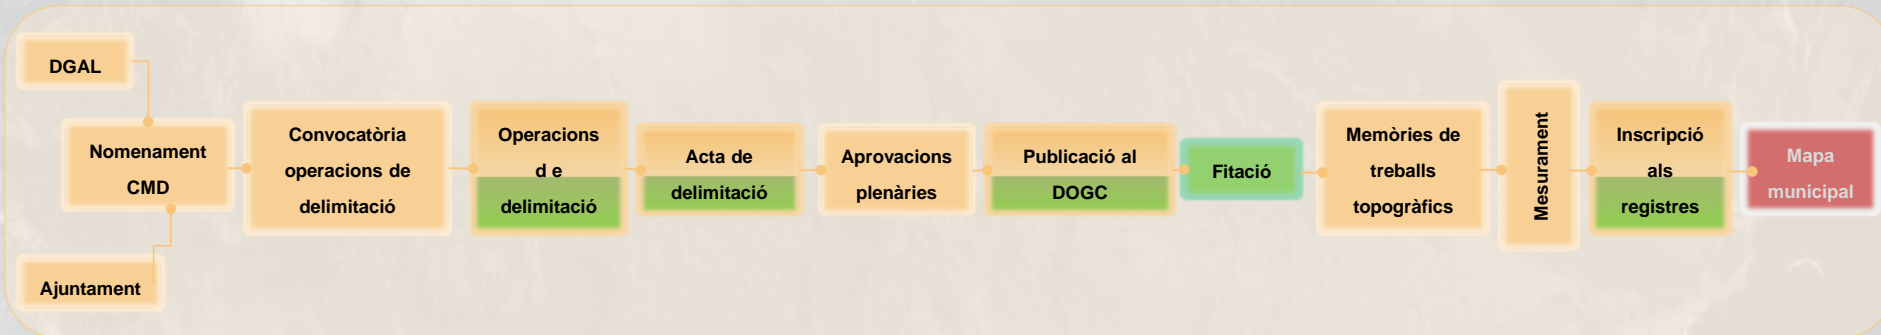 DGAL
Nomenament
CMD
Ajuntament
Convocatòria
operacions de
delimitació
Operacions
d e
delimitació
Acta de
delimitació
Aprovacions
plenàries
Publicació al
DOGC
Fitació
Memòries de
treballs
topogràfics
Mesurament
Inscripció
als
registres
Mapa
municipal